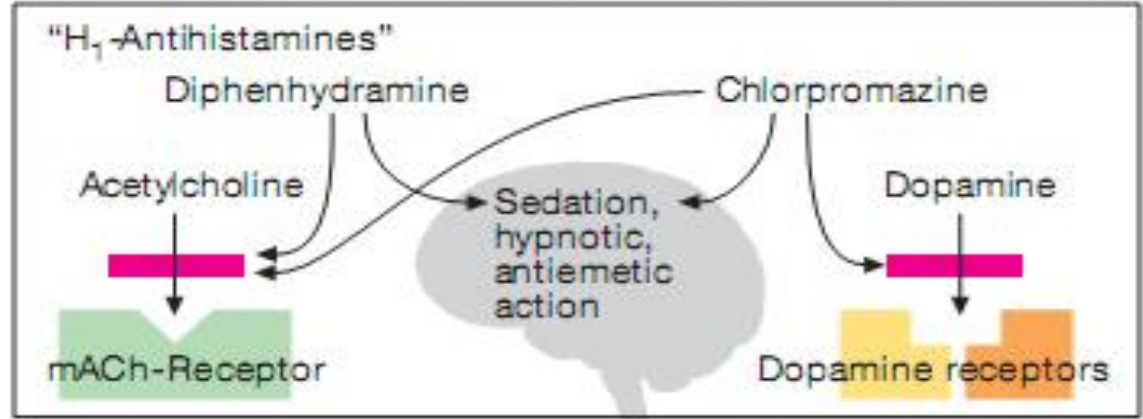 “H₁-Antihistamines”
Diphenhydramine
Chlorpromazine
Acetylcholine
Sedation,
hypnotic,
antiemetic
action
Dopamine
mACh-Receptor
Dopamine receptors